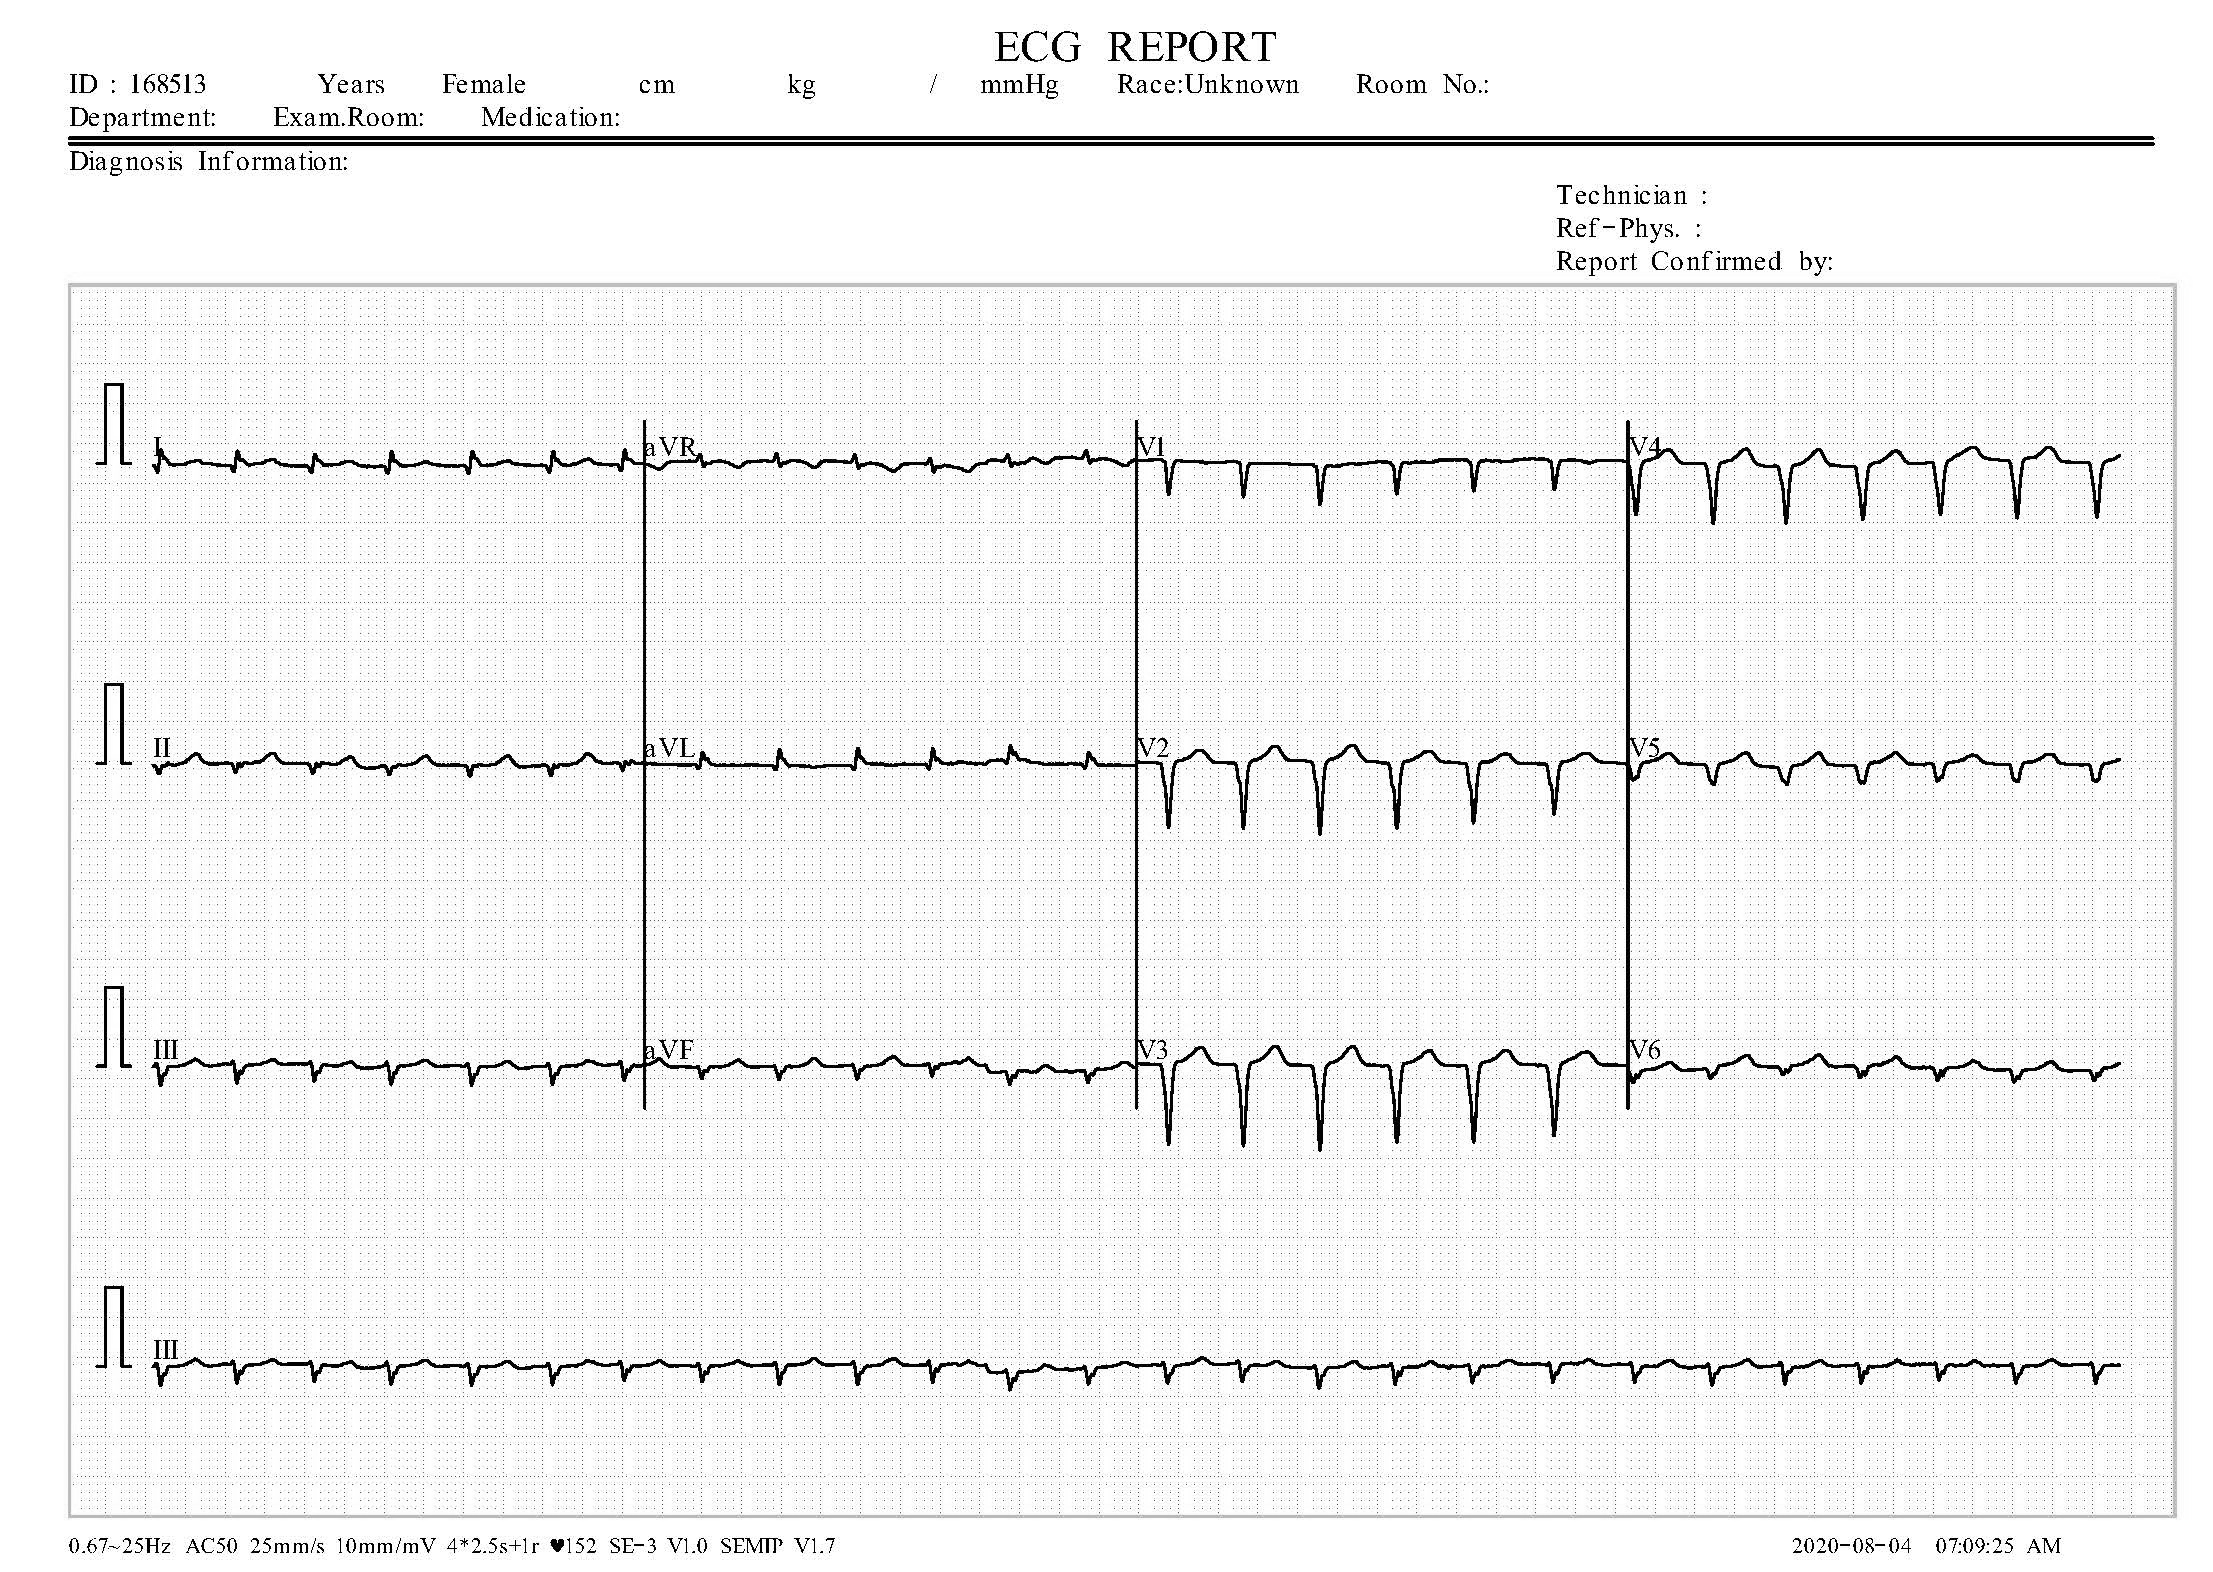 ECG REPORT
ID : 168513 Years Female cm kg / mmHg Race:Unknown Room No.:
Department: Exam.Room: Medication:
Diagnosis Information:
Technician :
Ref-Phys. :
Report Confirmed by:
I aVR V1 V4
II aVL V2 V5
III aVF V3 V6
III
0.67~25Hz AC50 25mm/s 10mm/mV 4*2.5s+1r ♥152 SE-3 V1.0 SEMIP V1.7 2020-08-04 07:09:25 AM